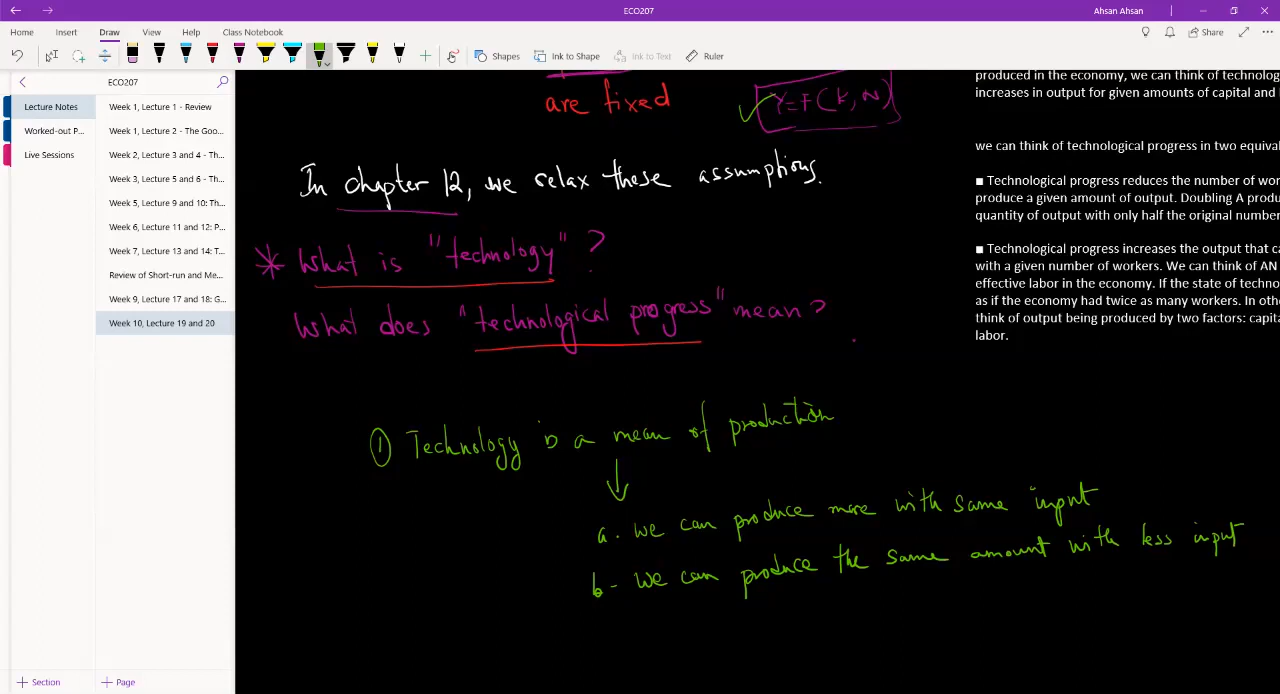 ECO207
Ahsan Ahsan
Home Insert Draw View Help Class Notebook
Shapes Ink to Shape Ink to Text Ruler
Share
ECO207
Lecture Notes
Worked-out P...
Live Sessions
Week 1, Lecture 1 - Review
Week 1, Lecture 2 - The Goo...
Week 2, Lecture 3 and 4 - Th...
Week 3, Lecture 5 and 6 - Th...
Week 5, Lecture 9 and 10: Th...
Week 6, Lecture 11 and 12: P...
Week 7, Lecture 13 and 14: T...
Review of Short-run and Me...
Week 9, Lecture 17 and 18: G...
Week 10, Lecture 19 and 20
Section
Page
are fixed
Y=F(K,N)
In chapter 12, we relax these assumptions.
* What is "technology" ?
What does "technological progress" mean?
① Technology is a mean of production
a. we can produce more with same input
b- we can produce the same amount with less input
produced in the economy, we can think of technolog
increases in output for given amounts of capital and
we can think of technological progress in two equival
■ Technological progress reduces the number of wor
produce a given amount of output. Doubling A produ
quantity of output with only half the original number
■ Technological progress increases the output that ca
with a given number of workers. We can think of AN
effective labor in the economy. If the state of techno
as if the economy had twice as many workers. In othe
think of output being produced by two factors: capita
labor.